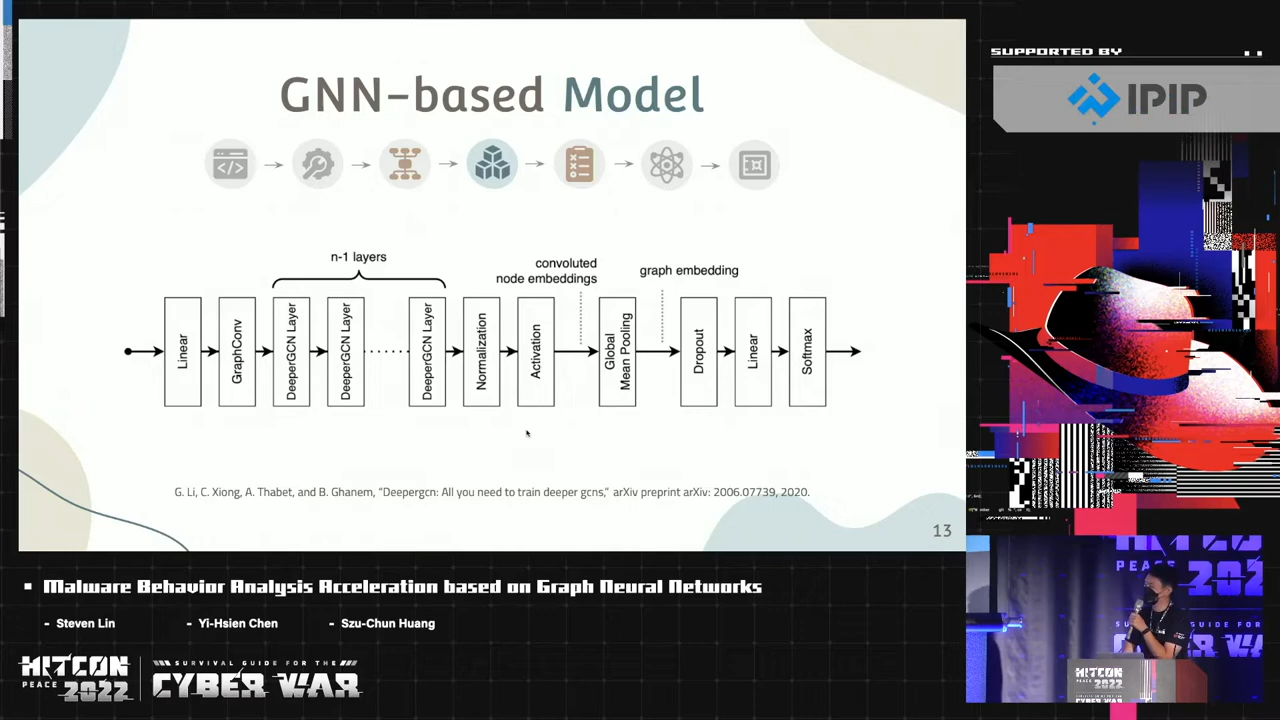 SUPPORTED BY
IPIP
GNN-based Model
n-1 layers
convoluted
node embeddings
graph embedding
Linear
GraphConv
DeeperGCN Layer
DeeperGCN Layer
DeeperGCN Layer
Normalization
Activation
Global
Mean Pooling
Dropout
Linear
Softmax
G. Li, C. Xiong, A. Thabet, and B. Ghanem, “Deepergcn: All you need to train deeper gcns,” arXiv preprint arXiv: 2006.07739, 2020.
13
Malware Behavior Analysis Acceleration based on Graph Neural Networks
- Steven Lin
- Yi-Hsien Chen
- Szu-Chun Huang
HITCON
PEACE 2022
SURVIVAL GUIDE FOR THE
CYBER WAR
HITCON
PEACE 2022